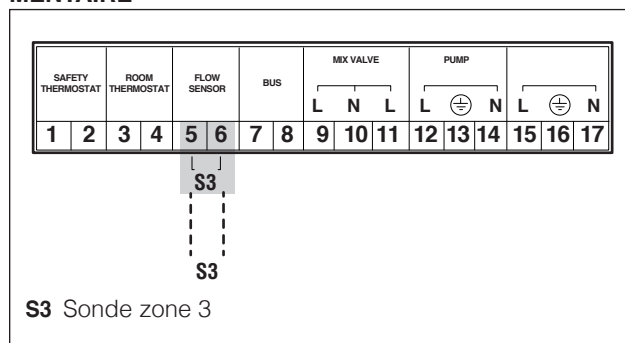 SAFETY THERMOSTAT
ROOM THERMOSTAT
FLOW SENSOR
BUS
MIX VALVE
PUMP
L N L L N L N
1 2 3 4 5 6 7 8 9 10 11 12 13 14 15 16 17
S3
S3
S3 Sonde zone 3